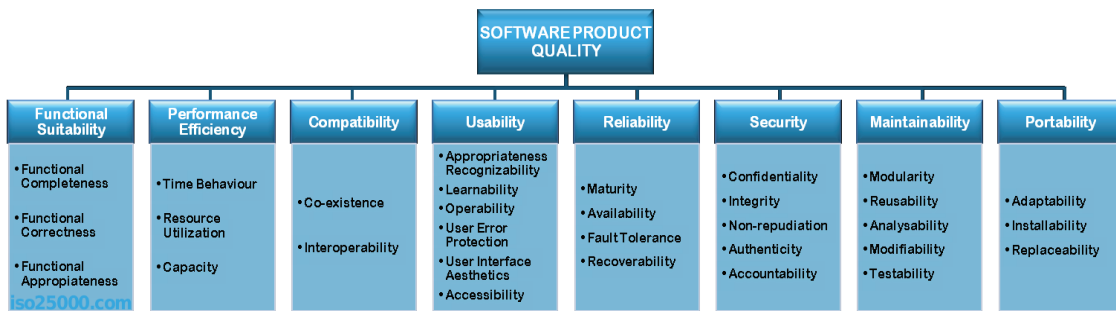 SOFTWARE PRODUCT
QUALITY
Functional
Suitability
• Functional
Completeness
• Functional
Correctness
• Functional
Appropiateness
Performance
Efficiency
• Time Behaviour
• Resource
Utilization
• Capacity
Compatibility
• Co-existence
• Interoperability
Usability
• Appropriateness
Recognizability
• Learnability
• Operability
• User Error
Protection
• User Interface
Aesthetics
• Accessibility
Reliability
• Maturity
• Availability
• Fault Tolerance
• Recoverability
Security
• Confidentiality
• Integrity
• Non-repudiation
• Authenticity
• Accountability
Maintainability
• Modularity
• Reusability
• Analysability
• Modifiability
• Testability
Portability
• Adaptability
• Installability
• Replaceability
iso25000.com